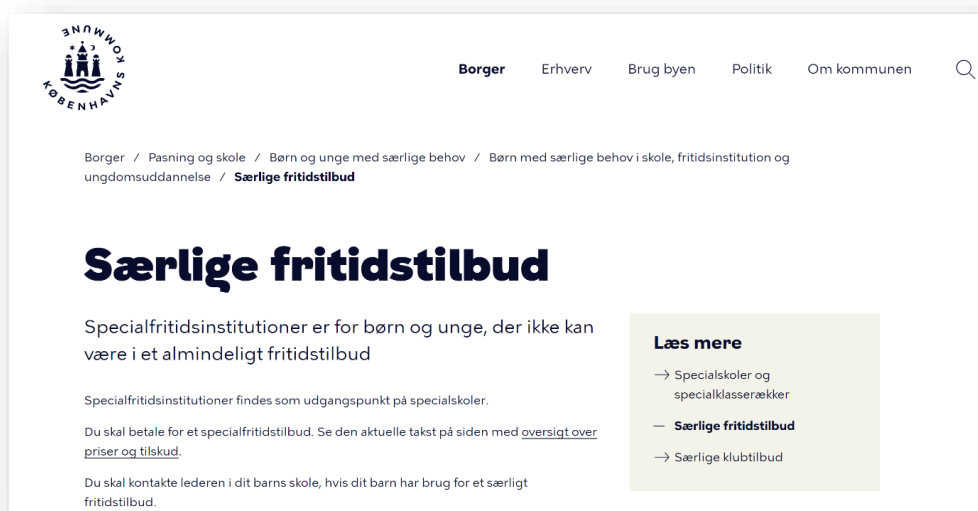 KØBENHAVNS KOMMUNE
Borger Erhverv Brug byen Politik Om kommunen
Borger / Pasning og skole / Børn og unge med særlige behov / Børn med særlige behov i skole, fritidsinstitution og
ungdomsuddannelse / Særlige fritidstilbud
Særlige fritidstilbud
Specialfritidsinstitutioner er for børn og unge, der ikke kan
være i et almindeligt fritidstilbud
Specialfritidsinstitutioner findes som udgangspunkt på specialskoler.
Du skal betale for et specialfritidstilbud. Se den aktuelle takst på siden med oversigt over
priser og tilskud.
Du skal kontakte lederen i dit barns skole, hvis dit barn har brug for et særligt
fritidstilbud.
Læs mere
→ Specialskoler og
specialklasserækker
— Særlige fritidstilbud
→ Særlige klubtilbud